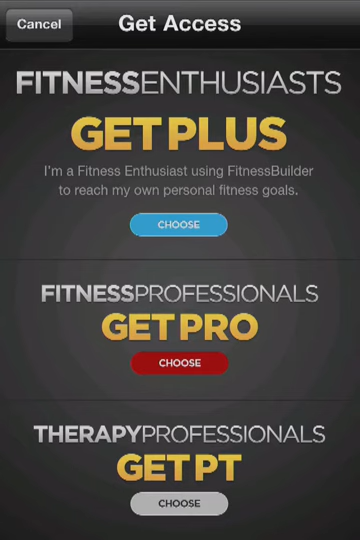 Cancel
Get Access
FITNESSENTHUSIASTS
GET PLUS
I'm a Fitness Enthusiast using FitnessBuilder
to reach my own personal fitness goals.
CHOOSE
FITNESSPROFESSIONALS
GET PRO
CHOOSE
THERAPYPROFESSIONALS
GET PT
CHOOSE